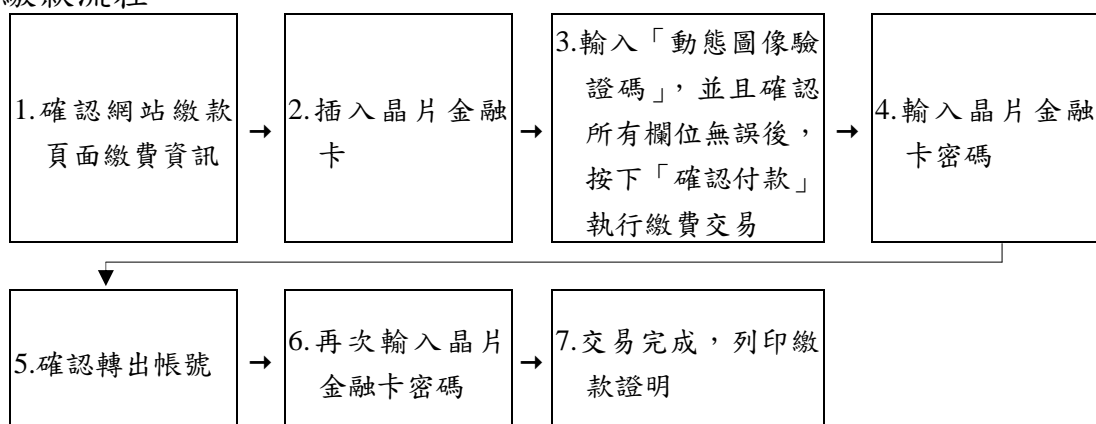 繳款流程
1.確認網站繳款
頁面繳費資訊
2.插入晶片金融
卡
3.輸入「動態圖像驗
證碼」，並且確認
所有欄位無誤後，
按下「確認付款」
執行繳費交易
4.輸入晶片金融
卡密碼
5.確認轉出帳號
6.再次輸入晶片
金融卡密碼
7.交易完成，列印繳
款證明